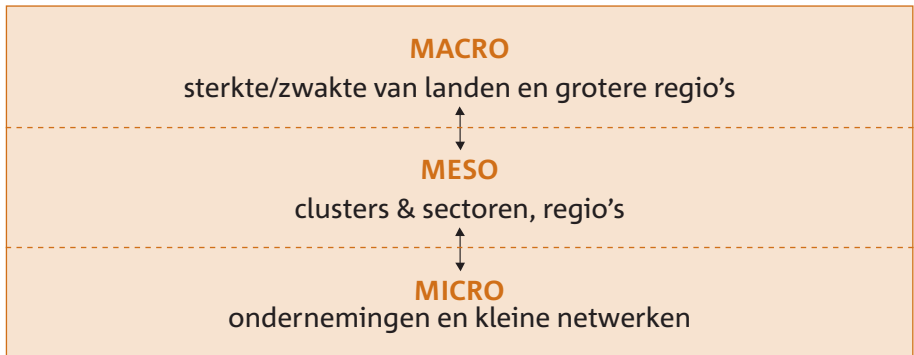 MACRO
sterkte/zwakte van landen en grotere regio’s
MESO
clusters & sectoren, regio’s
MICRO
ondernemingen en kleine netwerken